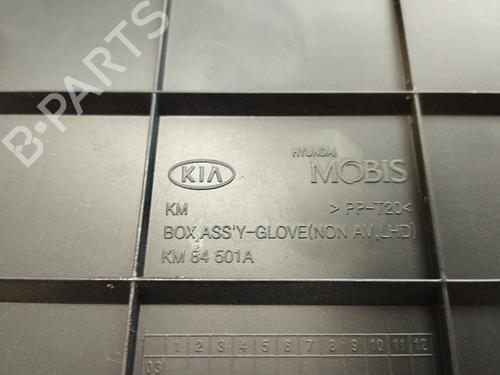 B-PARTS
KIA
HYUNDAI
MOBIS
KM
>PP-T20<
BOX ASS'Y-GLOVE(NON AV,LHD)
KM 84 501A
1 2 3 4 5 6 7 8 9 10 11 12
03